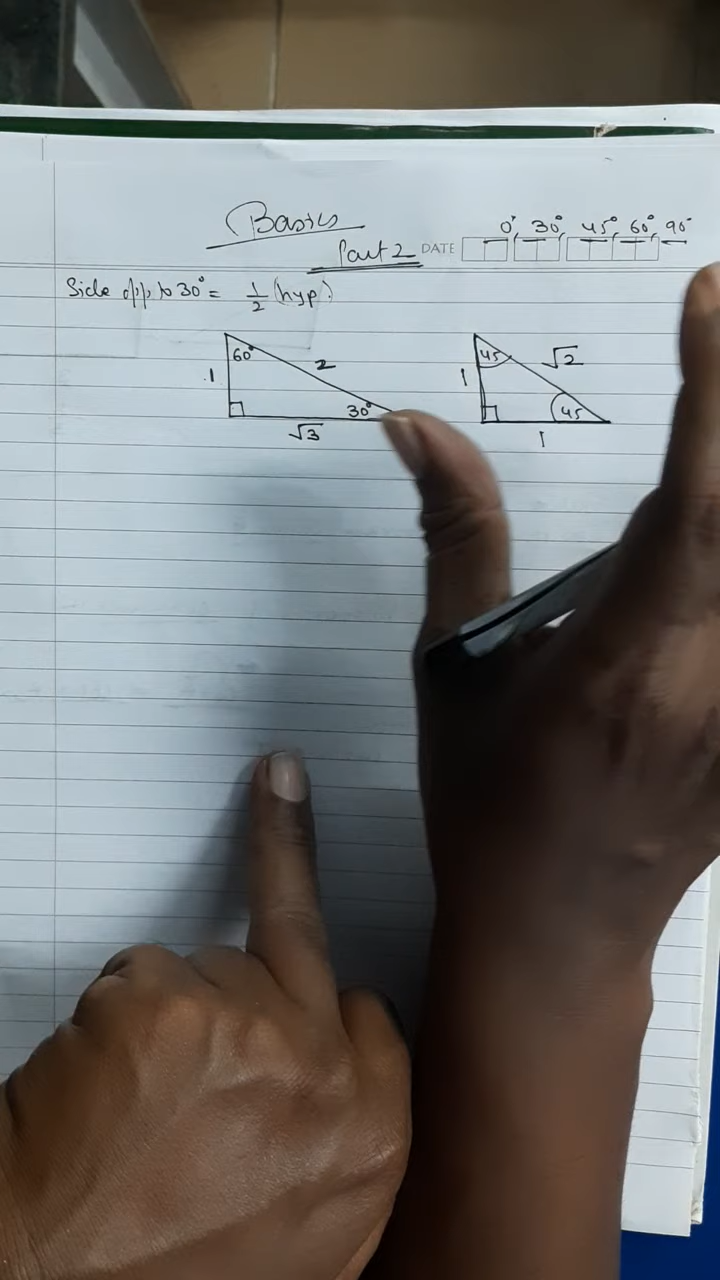 Basics
Part 2 DATE 0°, 30°, 45°, 60°, 90°
Side opp to 30° = 1/2 (hyp)
60° 2 45 √2
1 1
30° 45
√3 1